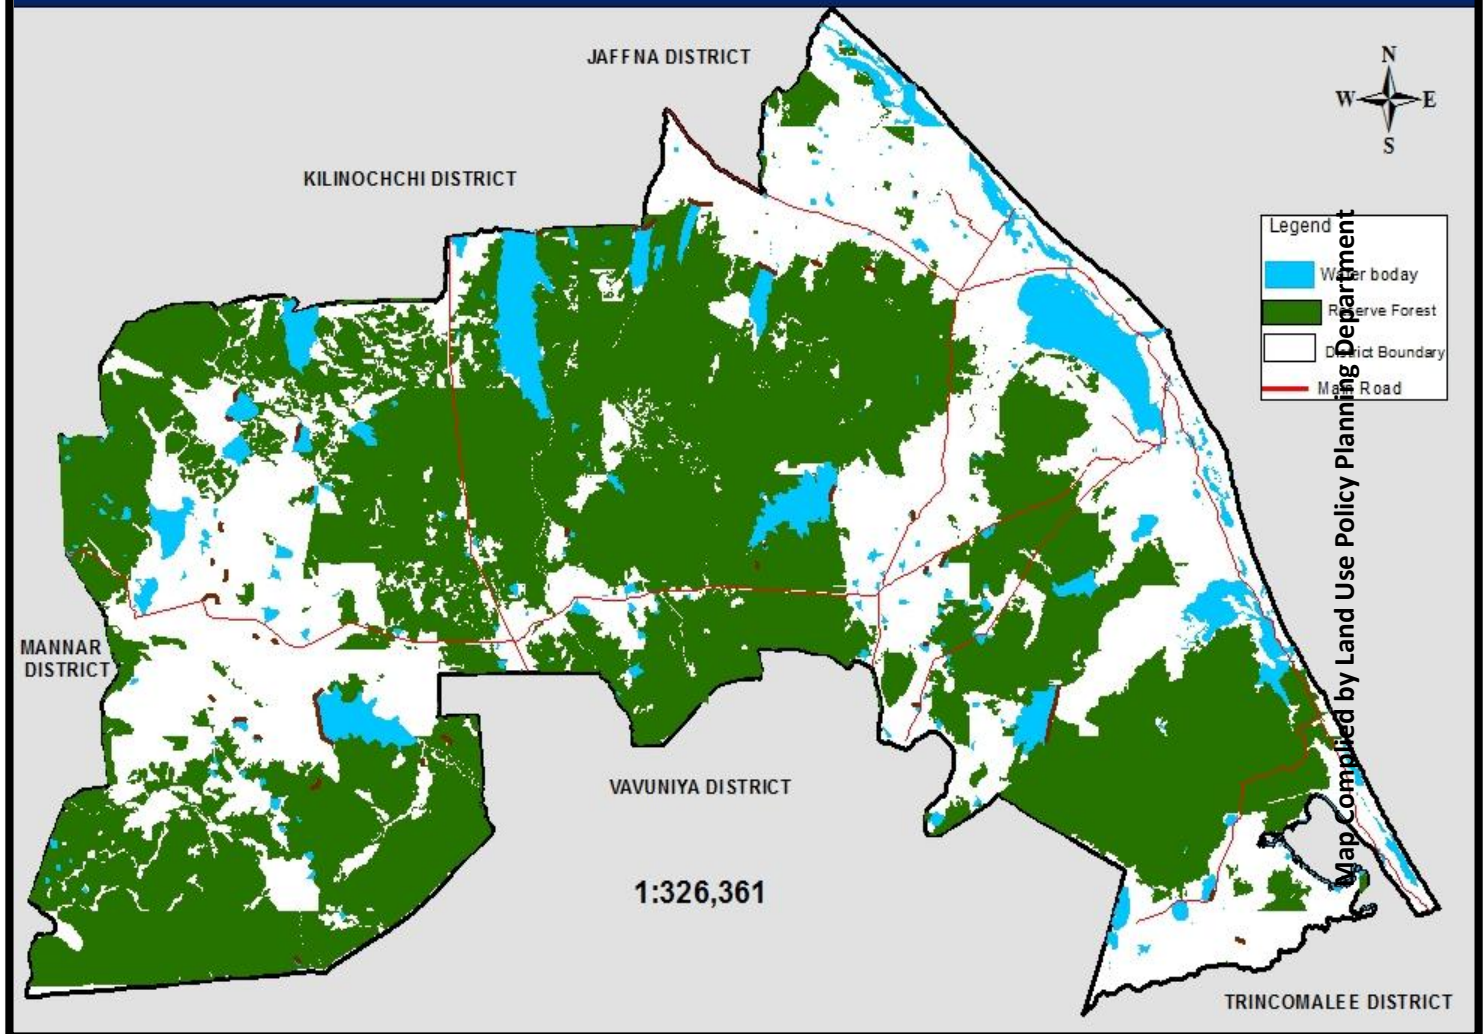 JAFFNA DISTRICT
N
W E
S
KILINOCHCHI DISTRICT
Legend
Water boday
Reserve Forest
District Boundary
Main Road
Map Complied by Land Use Policy Planning Department
MANNAR
DISTRICT
VAVUNIYA DISTRICT
1:326,361
TRINCOMALEE DISTRICT